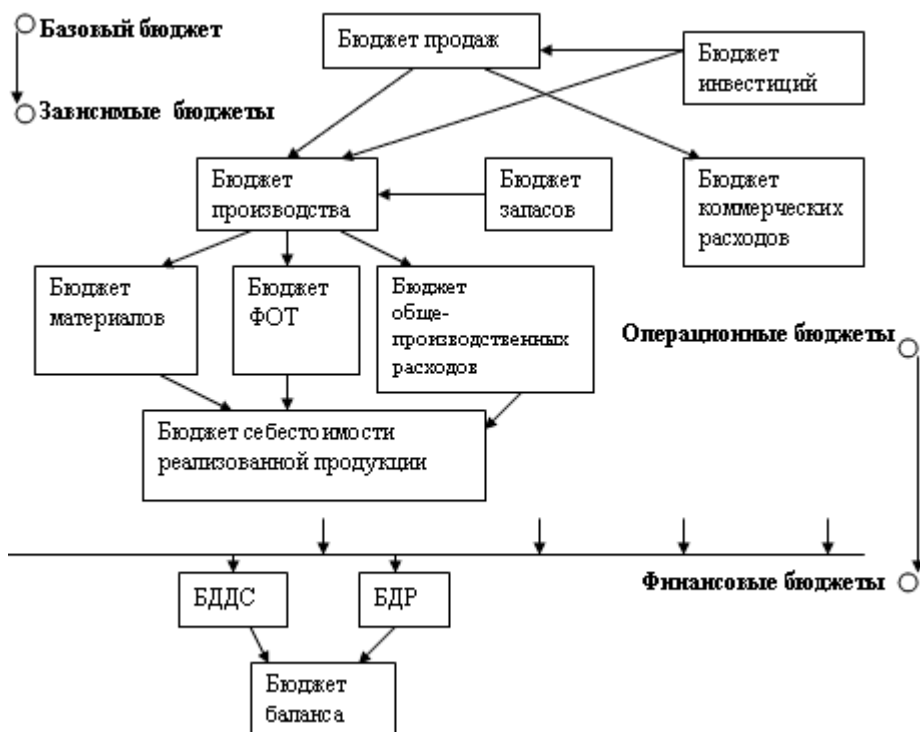 Базовый бюджет
Бюджет продаж
Бюджет
инвестиций
Зависимые бюджеты
Бюджет
производства
Бюджет
запасов
Бюджет
коммерческих
расходов
Бюджет
материалов
Бюджет
ФОТ
Бюджет
обще-
производственных
расходов
Операционные бюджеты
Бюджет себестоимости
реализованной продукции
БДДС
БДР
Финансовые бюджеты
Бюджет
баланса